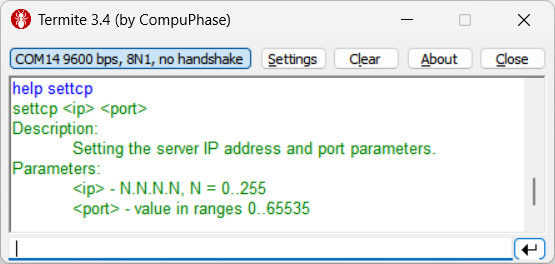 Termite 3.4 (by CompuPhase)
COM14 9600 bps, 8N1, no handshake
Settings
Clear
About
Close
help settcp
settcp <ip> <port>
Description:
Setting the server IP address and port parameters.
Parameters:
<ip> - N.N.N.N, N = 0..255
<port> - value in ranges 0..65535